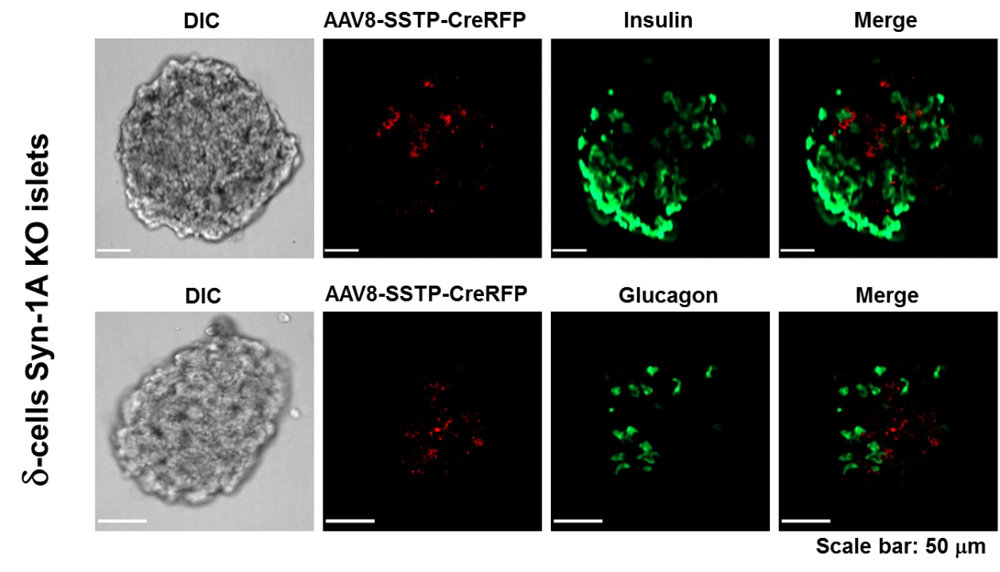 DIC AAV8-SSTP-CreRFP Insulin Merge
δ-cells Syn-1A KO islets
DIC AAV8-SSTP-CreRFP Glucagon Merge
Scale bar: 50 μm